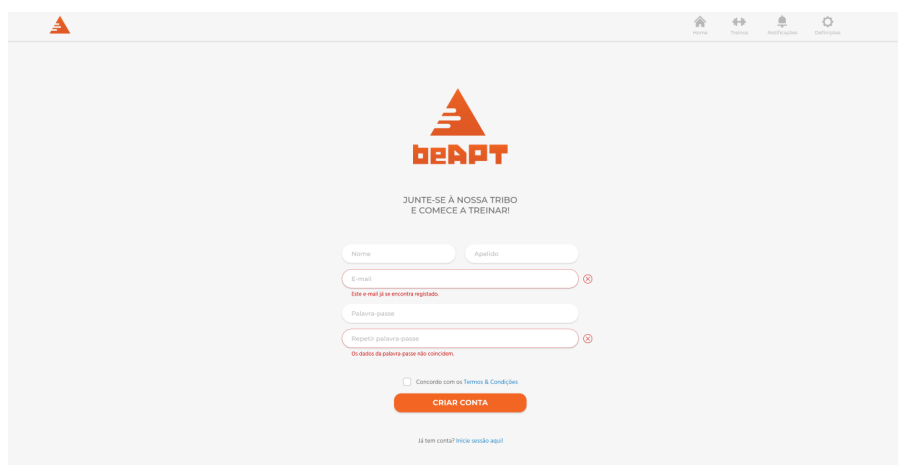 Home
Treinos
Notificações
Definições
beAPT
JUNTE-SE À NOSSA TRIBO
E COMECE A TREINAR!
Nome
Apelido
E-mail
Este e-mail já se encontra registado.
Palavra-passe
Repetir palavra-passe
Os dados da palavra-passe não coincidem.
Concordo com os Termos & Condições
CRIAR CONTA
Já tem conta? Inicie sessão aqui!